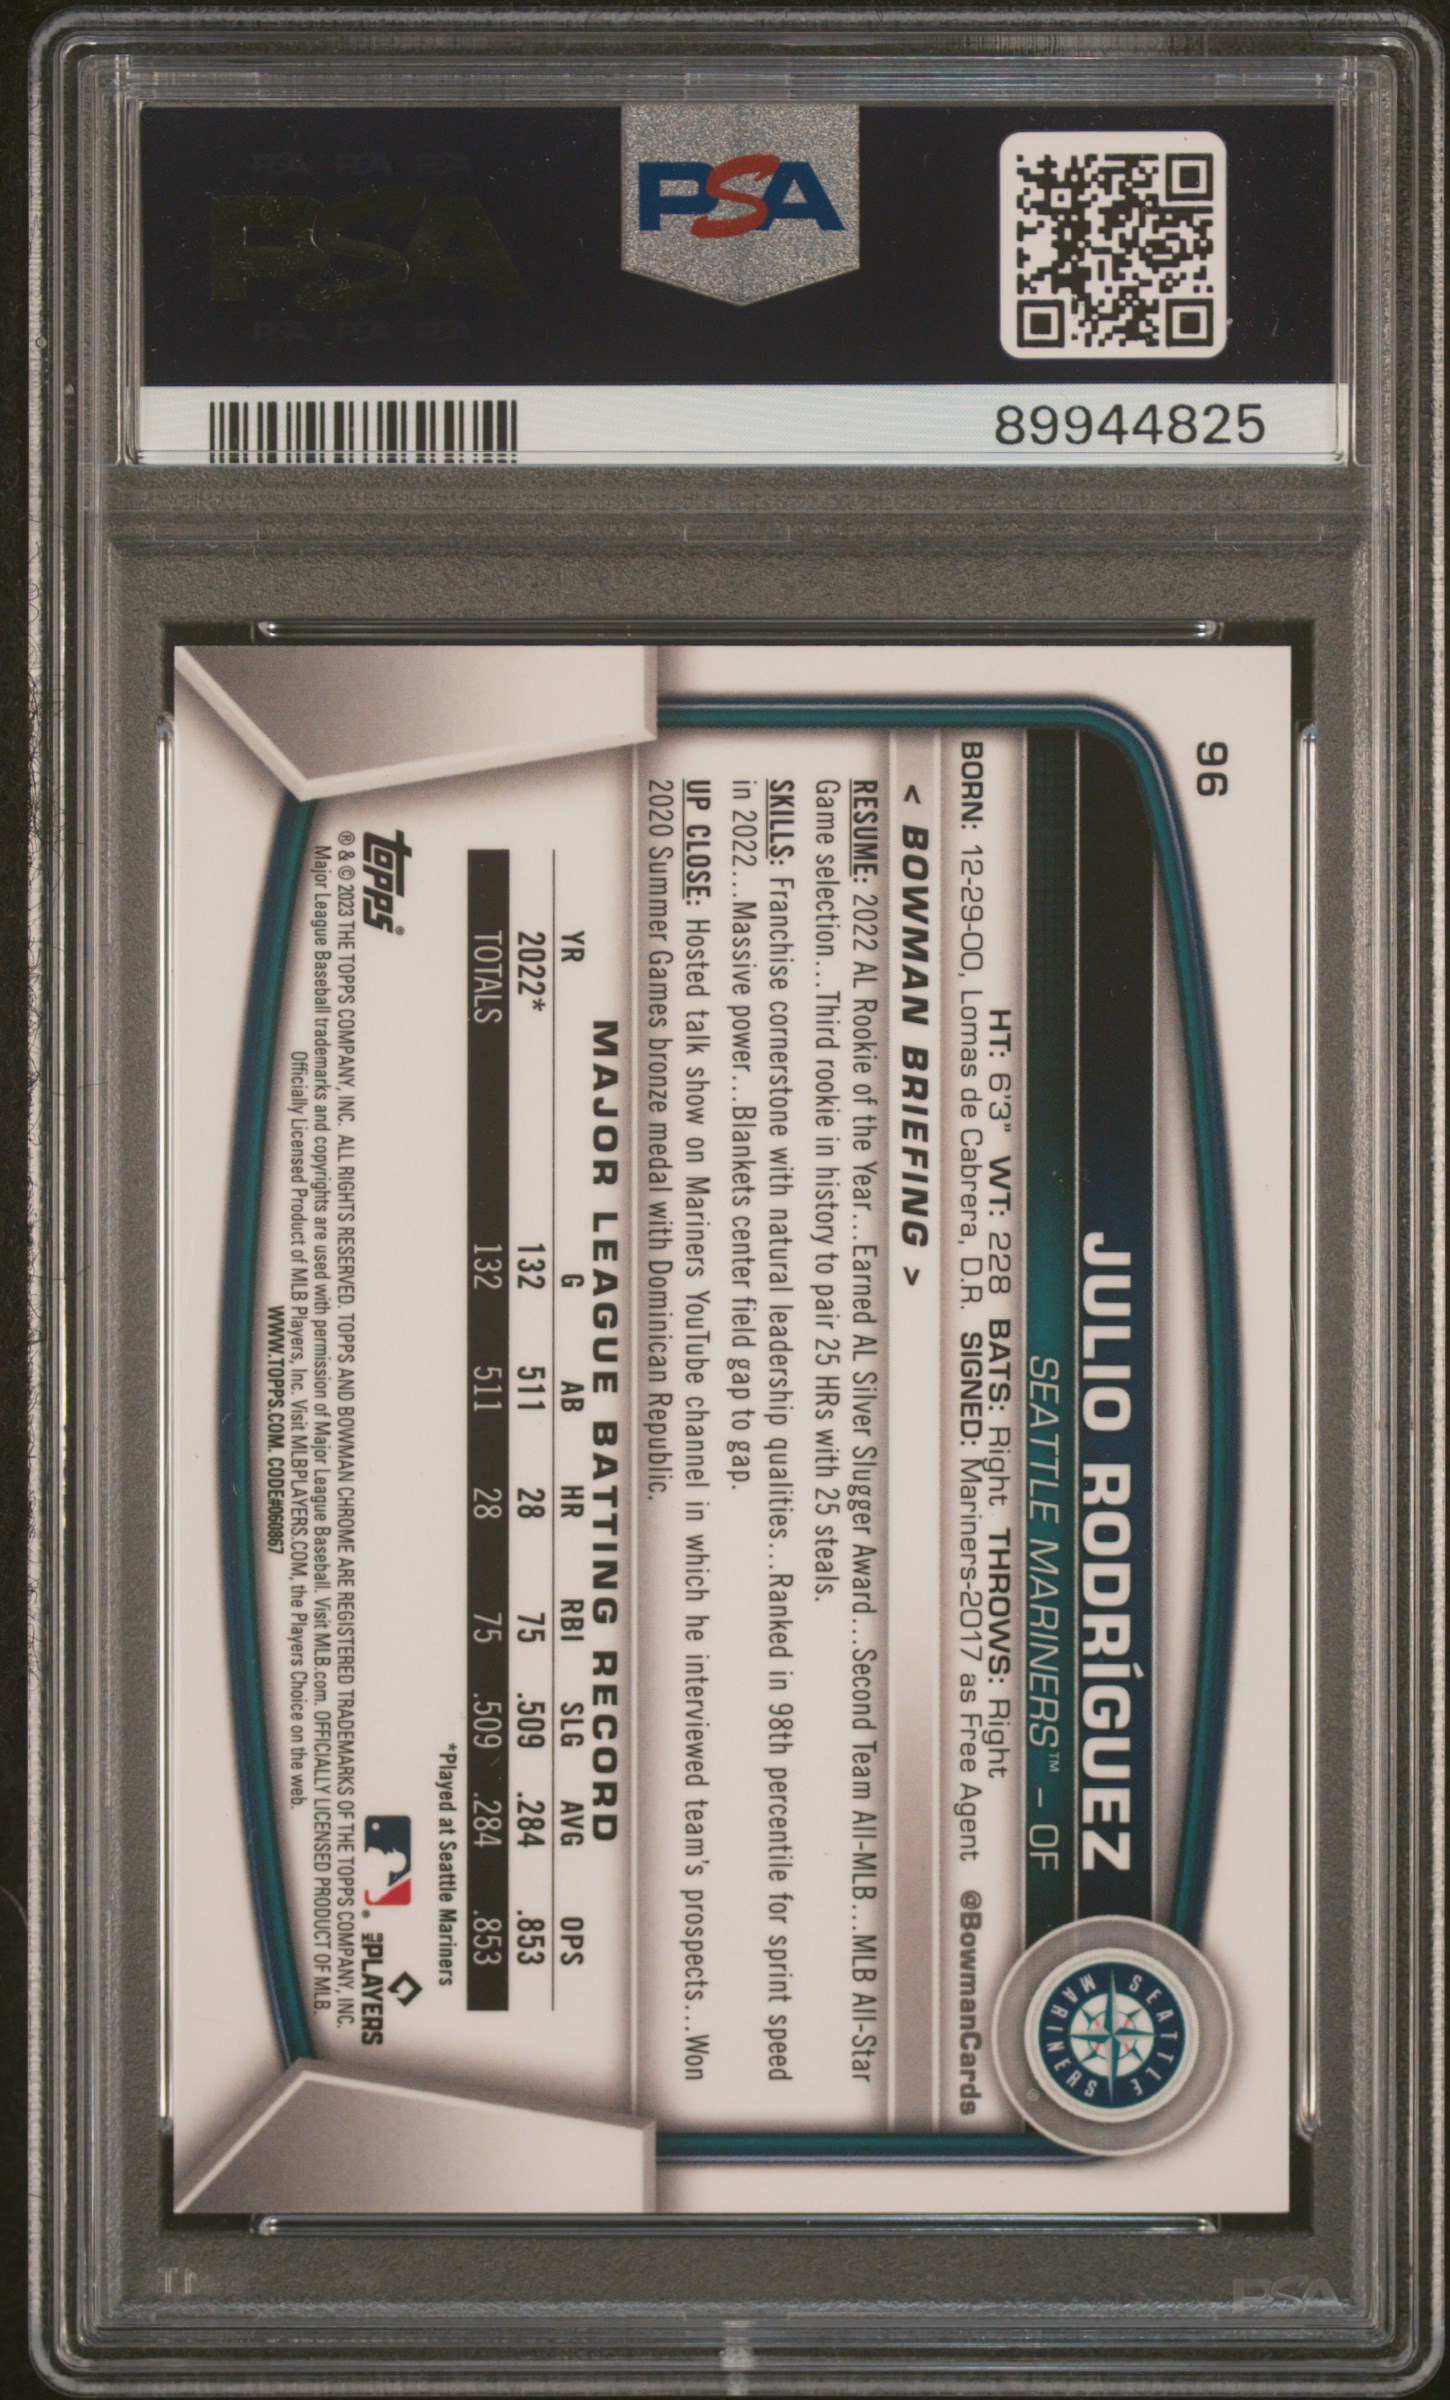 PSA PSA PSA
PSA
PSA PSA PSA
PSA
89944825
96
JULIO RODRÍGUEZ
SEATTLE MARINERS™ – OF
SEATTLE MARINERS ®
HT: 6'3" WT: 228 BATS: Right THROWS: Right
BORN: 12-29-00, Lomas de Cabrera, D.R. SIGNED: Mariners-2017 as Free Agent @BowmanCards
< BOWMAN BRIEFING >
RESUME: 2022 AL Rookie of the Year...Earned AL Silver Slugger Award...Second Team All-MLB...MLB All-Star
Game selection...Third rookie in history to pair 25 HRs with 25 steals.
SKILLS: Franchise cornerstone with natural leadership qualities...Ranked in 98th percentile for sprint speed
in 2022...Massive power...Blankets center field gap to gap.
UP CLOSE: Hosted talk show on Mariners YouTube channel in which he interviewed team's prospects...Won
2020 Summer Games bronze medal with Dominican Republic.
MAJOR LEAGUE BATTING RECORD
YR G AB HR RBI SLG AVG OPS
2022* 132 511 28 75 .509 .284 .853
TOTALS 132 511 28 75 .509 .284 .853
*Played at Seattle Mariners
topps®
® MLB PLAYERS
® & © 2023 THE TOPPS COMPANY, INC. ALL RIGHTS RESERVED. TOPPS AND BOWMAN CHROME ARE REGISTERED TRADEMARKS OF THE TOPPS COMPANY, INC.
Major League Baseball trademarks and copyrights are used with permission of Major League Baseball. Visit MLB.com. OFFICIALLY LICENSED PRODUCT OF MLB.
Officially Licensed Product of MLB Players, Inc. Visit MLBPLAYERS.COM, the Players Choice on the web.
WWW.TOPPS.COM. CODE#060867
PSA